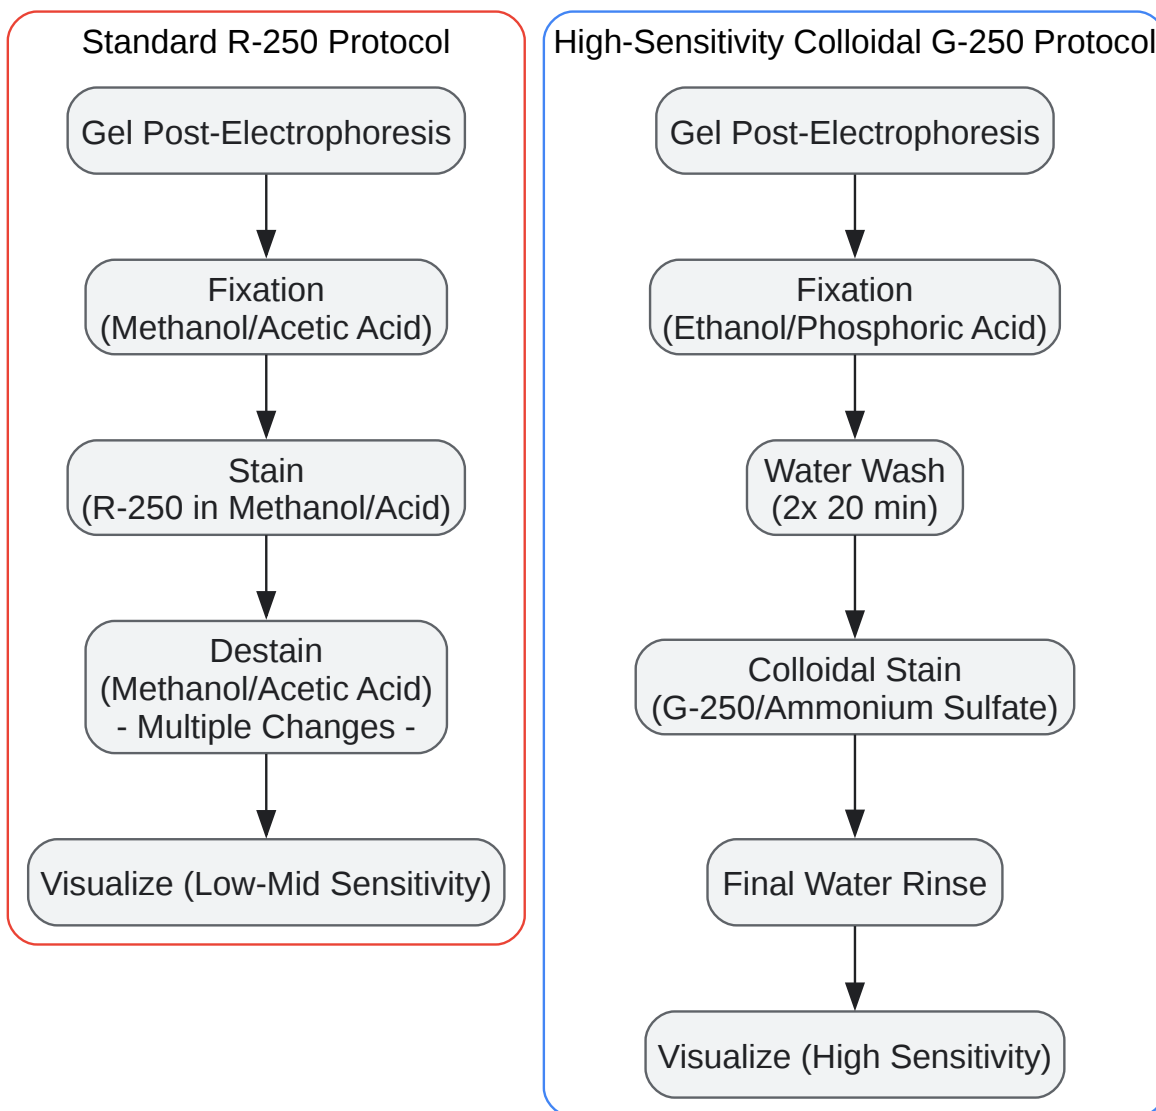 Standard R-250 Protocol
Gel Post-Electrophoresis
Fixation
(Methanol/Acetic Acid)
Stain
(R-250 in Methanol/Acid)
Destain
(Methanol/Acetic Acid)
- Multiple Changes -
Visualize (Low-Mid Sensitivity)
High-Sensitivity Colloidal G-250 Protocol
Gel Post-Electrophoresis
Fixation
(Ethanol/Phosphoric Acid)
Water Wash
(2x 20 min)
Colloidal Stain
(G-250/Ammonium Sulfate)
Final Water Rinse
Visualize (High Sensitivity)